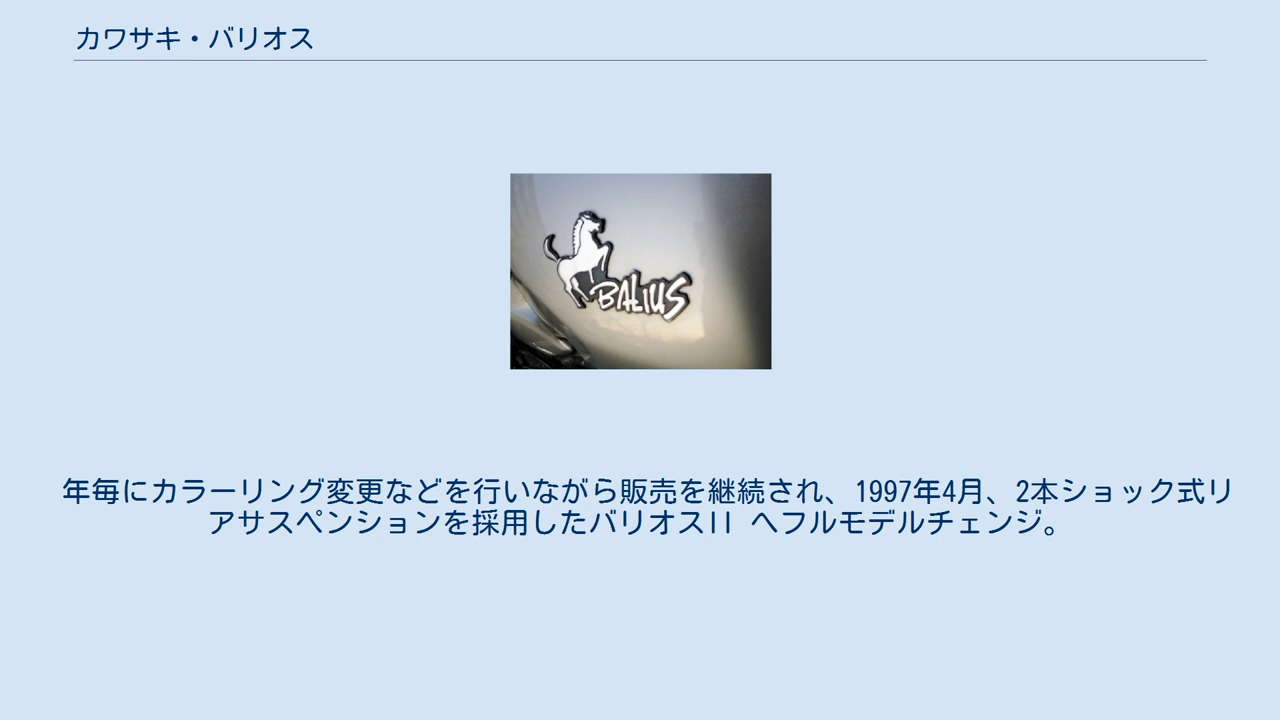 カワサキ・バリオス
BALIUS
年毎にカラーリング変更などを行いながら販売を継続され、1997年4月、2本ショック式リ
アサスペンションを採用したバリオスII へフルモデルチェンジ。